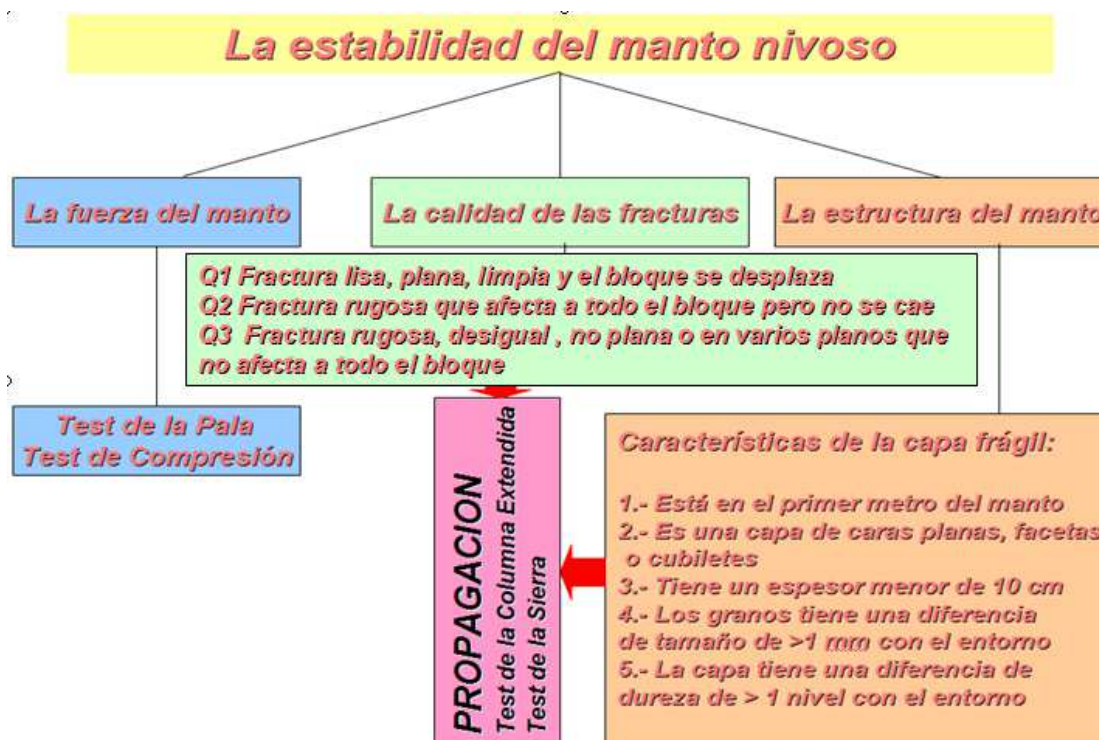 La estabilidad del manto nivoso
La fuerza del manto
La calidad de las fracturas
La estructura del manto
Q1 Fractura lisa, plana, limpia y el bloque se desplaza
Q2 Fractura rugosa que afecta a todo el bloque pero no se cae
Q3 Fractura rugosa, desigual , no plana o en varios planos que
no afecta a todo el bloque
Test de la Pala
Test de Compresión
PROPAGACION
Test de la Columna Extendida
Test de la Sierra
Características de la capa frágil:
1.- Está en el primer metro del manto
2.- Es una capa de caras planas, facetas
o cubiletes
3.- Tiene un espesor menor de 10 cm
4.- Los granos tiene una diferencia
de tamaño de >1 mm con el entorno
5.- La capa tiene una diferencia de
dureza de > 1 nivel con el entorno